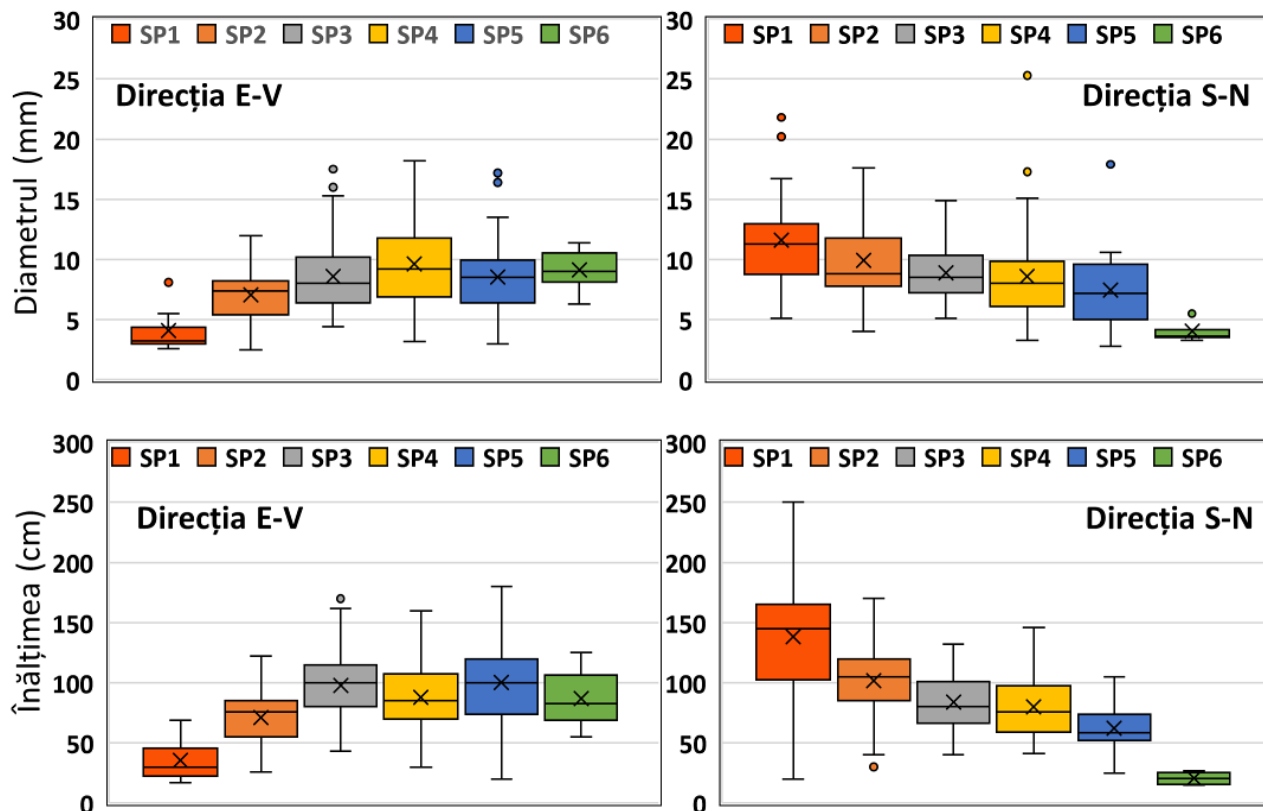 30
SP1 SP2 SP3 SP4 SP5 SP6
Direcția E-V
25
20
15
10
5
0
Diametrul (mm)
30
SP1 SP2 SP3 SP4 SP5 SP6
Direcția S-N
25
20
15
10
5
0
300
SP1 SP2 SP3 SP4 SP5 SP6
Direcția E-V
250
200
150
100
50
0
Înălțimea (cm)
300
SP1 SP2 SP3 SP4 SP5 SP6
Direcția S-N
250
200
150
100
50
0